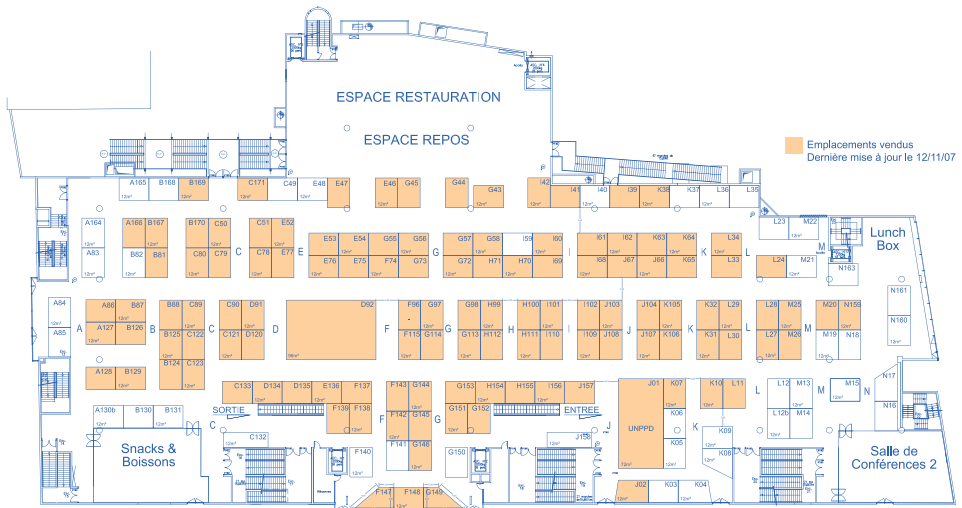 ESPACE RESTAURATION
ESPACE REPOS
Emplacements vendus
Dernière mise à jour le 12/11/07
A165 B168 B169 C171 C49 E48 E47 E46 G45 G44 G43 I42 I41 I40 I39 K38 K37 L36 L35
A164 A166 B167 B170 C50 C51 E52 L23 M22
E53 E54 G55 G56 G57 G58 I59 I60 I61 I62 K63 K64 L34
C E G I K L M
Lunch
Box
A83 B82 B81 C80 C79 C78 E77 E76 E75 F74 G73 G72 H71 H70 I69 I68 J67 J66 K65 L33 L24 M21
N163
A84 A86 B87 B88 C89 C90 D91 D92 F96 G97 G98 H99 H100 I101 I102 J103 J104 K105 K32 L29 L28 M25 M20 N159 N161
A B C D F G H I J K L M
A85 A127 B126 B125 C122 C121 D120 F115 G114 G113 H112 H111 I110 I109 J108 J107 K106 K31 L30 L27 M26 M19 N18 N160
B124 C123
A128 B129
C133 D134 D135 E136 F137 F143 G144 G153 H154 H155 I156 J157 J01 K07 K10 L11 L12 M13 M15 N17
L M N
A130b B130 B131 F139 F138 F142 G145 G151 G152 K06 L12b M14 N16
SORTIE
ENTREE
C F G J K
UNPPD
C132 J158 K09
F140 F141 G146 G150 K05 K08
Snacks &
Boissons
Salle de
Conférences 2
F147 F148 G149 J02 K03 K04
12m²